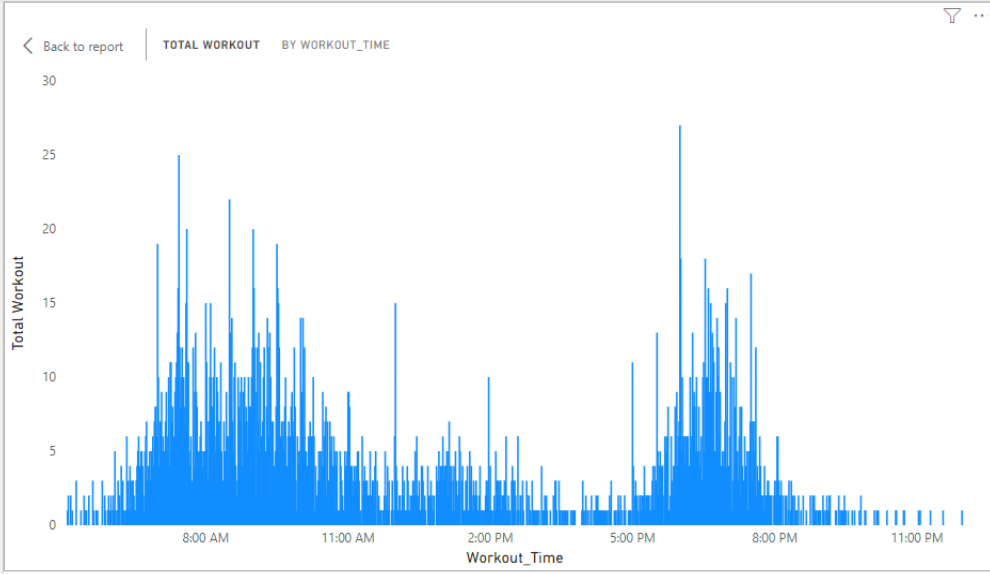 Back to report TOTAL WORKOUT BY WORKOUT_TIME
30
25
20
15
10
5
0
Total Workout
8:00 AM 11:00 AM 2:00 PM 5:00 PM 8:00 PM 11:00 PM
Workout_Time